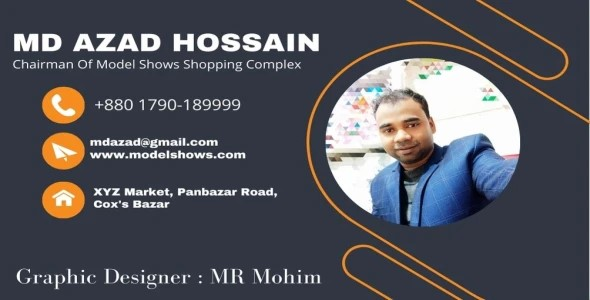 MD AZAD HOSSAIN
Chairman Of Model Shows Shopping Complex
+880 1790-189999
mdazad@gmail.com
www.modelshows.com
XYZ Market, Panbazar Road,
Cox's Bazar
Graphic Designer : MR Mohim